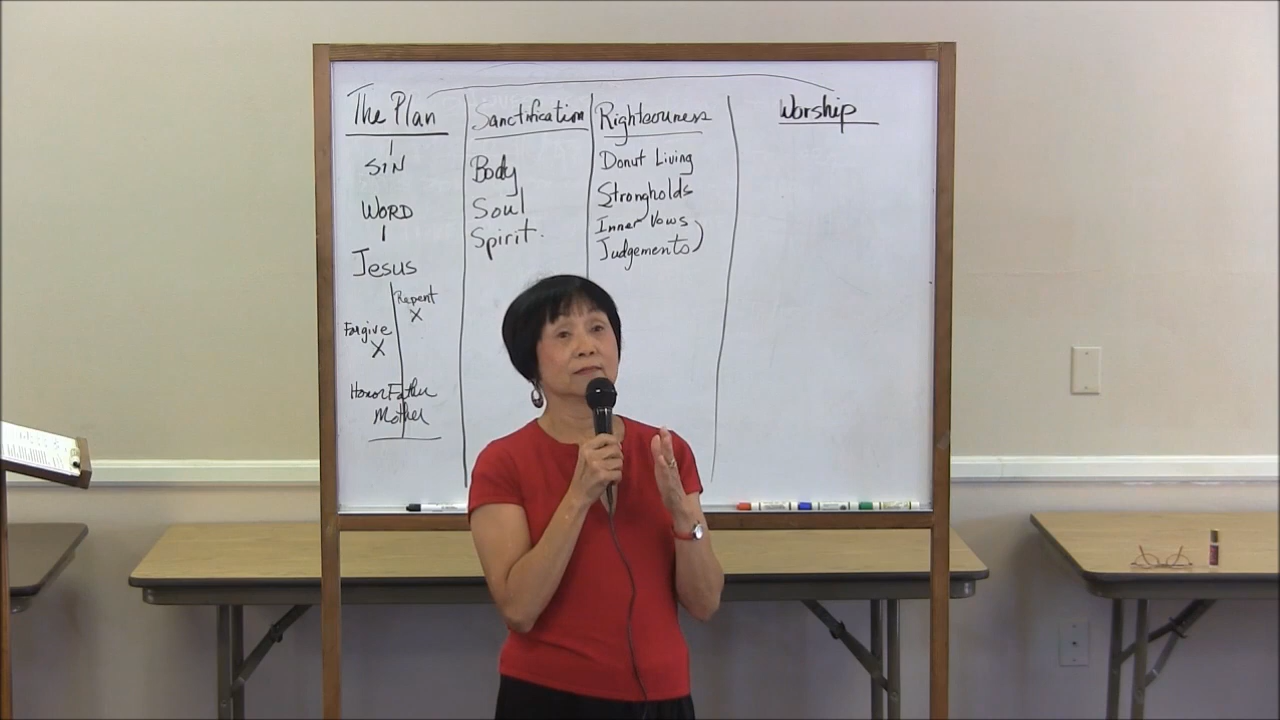 The Plan
SIN
WORD
Jesus
Repent
X
Forgive
X
Honor Father
Mother
Sanctification
Body
Soul
Spirit.
Righteousness
Donut Living
Strongholds
Inner Vows
Judgements)
Worship